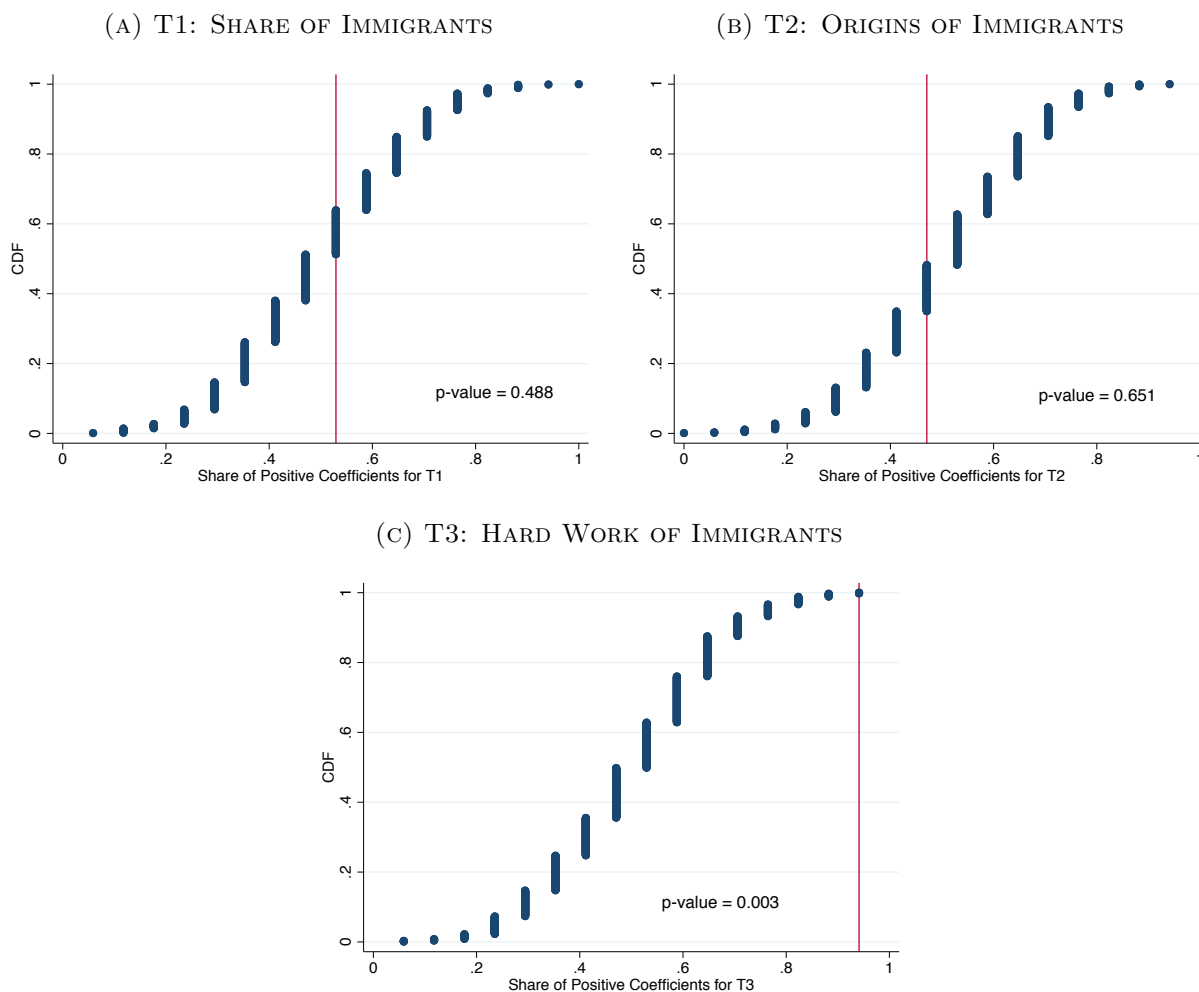 (A) T1: SHARE OF IMMIGRANTS
CDF
0
.2
.4
.6
.8
1
0 .2 .4 .6 .8 1
Share of Positive Coefficients for T1
p-value = 0.488
(B) T2: ORIGINS OF IMMIGRANTS
CDF
0
.2
.4
.6
.8
1
0 .2 .4 .6 .8 1
Share of Positive Coefficients for T2
p-value = 0.651
(C) T3: HARD WORK OF IMMIGRANTS
CDF
0
.2
.4
.6
.8
1
0 .2 .4 .6 .8 1
Share of Positive Coefficients for T3
p-value = 0.003